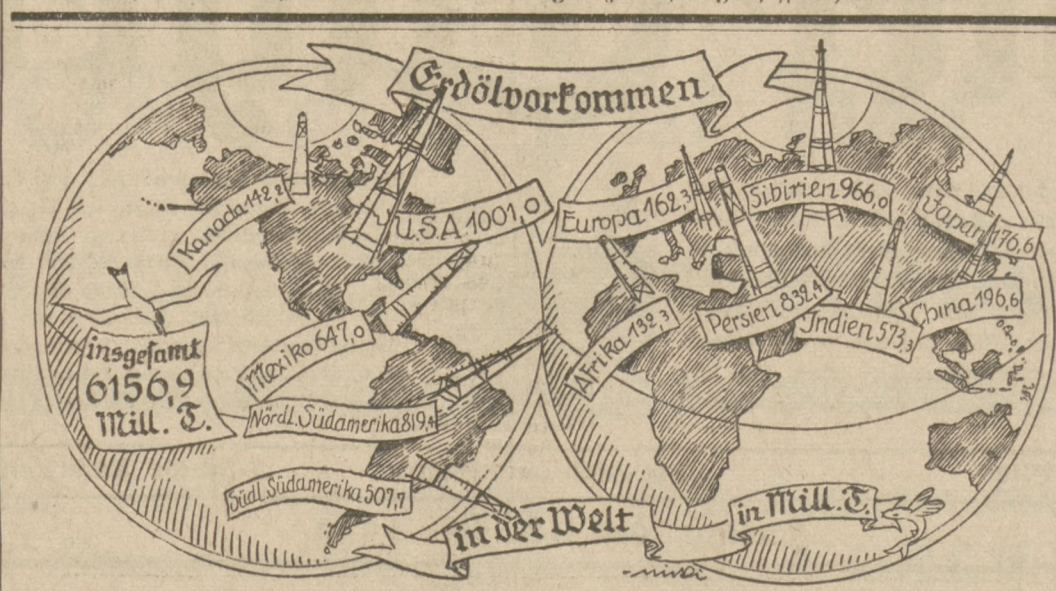 Erdölvorkommen
Kanada 142,2
U.S.A 1001,0
Europa 162,3
Sibirien 966,0
Japan 176,6
insgesamt
6156,9
Mill. T.
Mexiko 647,0
Afrika 132,3
Persien 832,4
Indien 573,3
China 196,6
Nördl. Südamerika 819,4
Südl. Südamerika 507,7
in der Welt
in Mill. T.